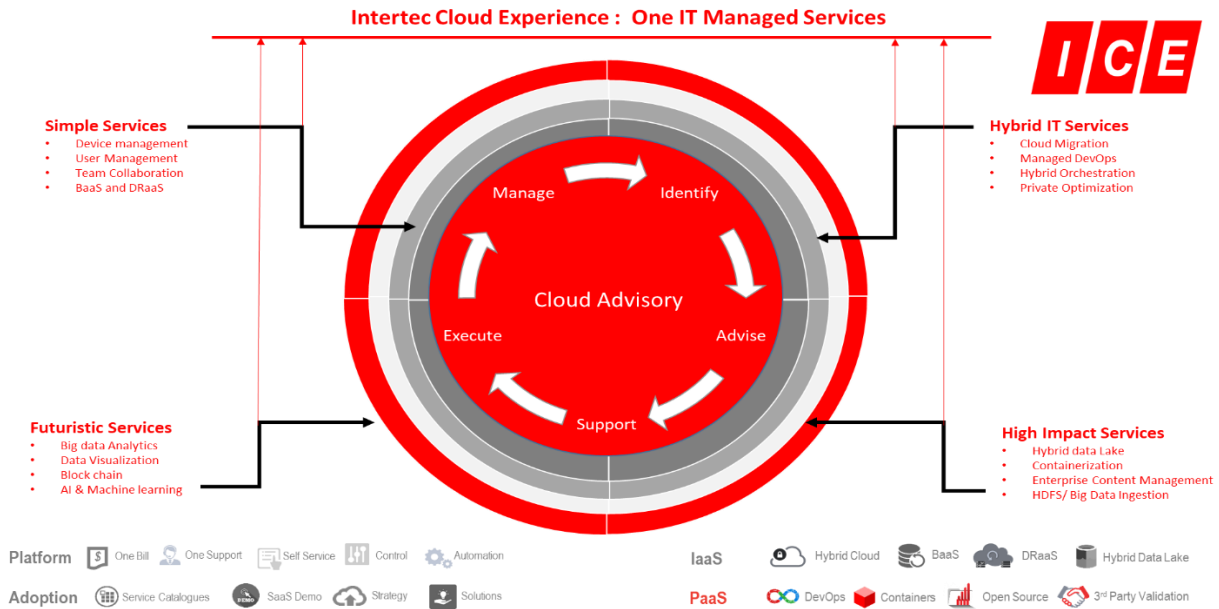 Intertec Cloud Experience : One IT Managed Services
ICE
Simple Services
• Device management
• User Management
• Team Collaboration
• BaaS and DRaaS
Hybrid IT Services
• Cloud Migration
• Managed DevOps
• Hybrid Orchestration
• Private Optimization
Manage
Identify
Cloud Advisory
Execute
Advise
Support
Futuristic Services
• Big data Analytics
• Data Visualization
• Block chain
• AI & Machine learning
High Impact Services
• Hybrid data Lake
• Containerization
• Enterprise Content Management
• HDFS/ Big Data Ingestion
Platform $ One Bill One Support Self Service Control Automation
IaaS Hybrid Cloud BaaS DRaaS Hybrid Data Lake
Adoption Service Catalogues DEMO SaaS Demo Strategy Solutions
PaaS DevOps Containers Open Source 3rd Party Validation